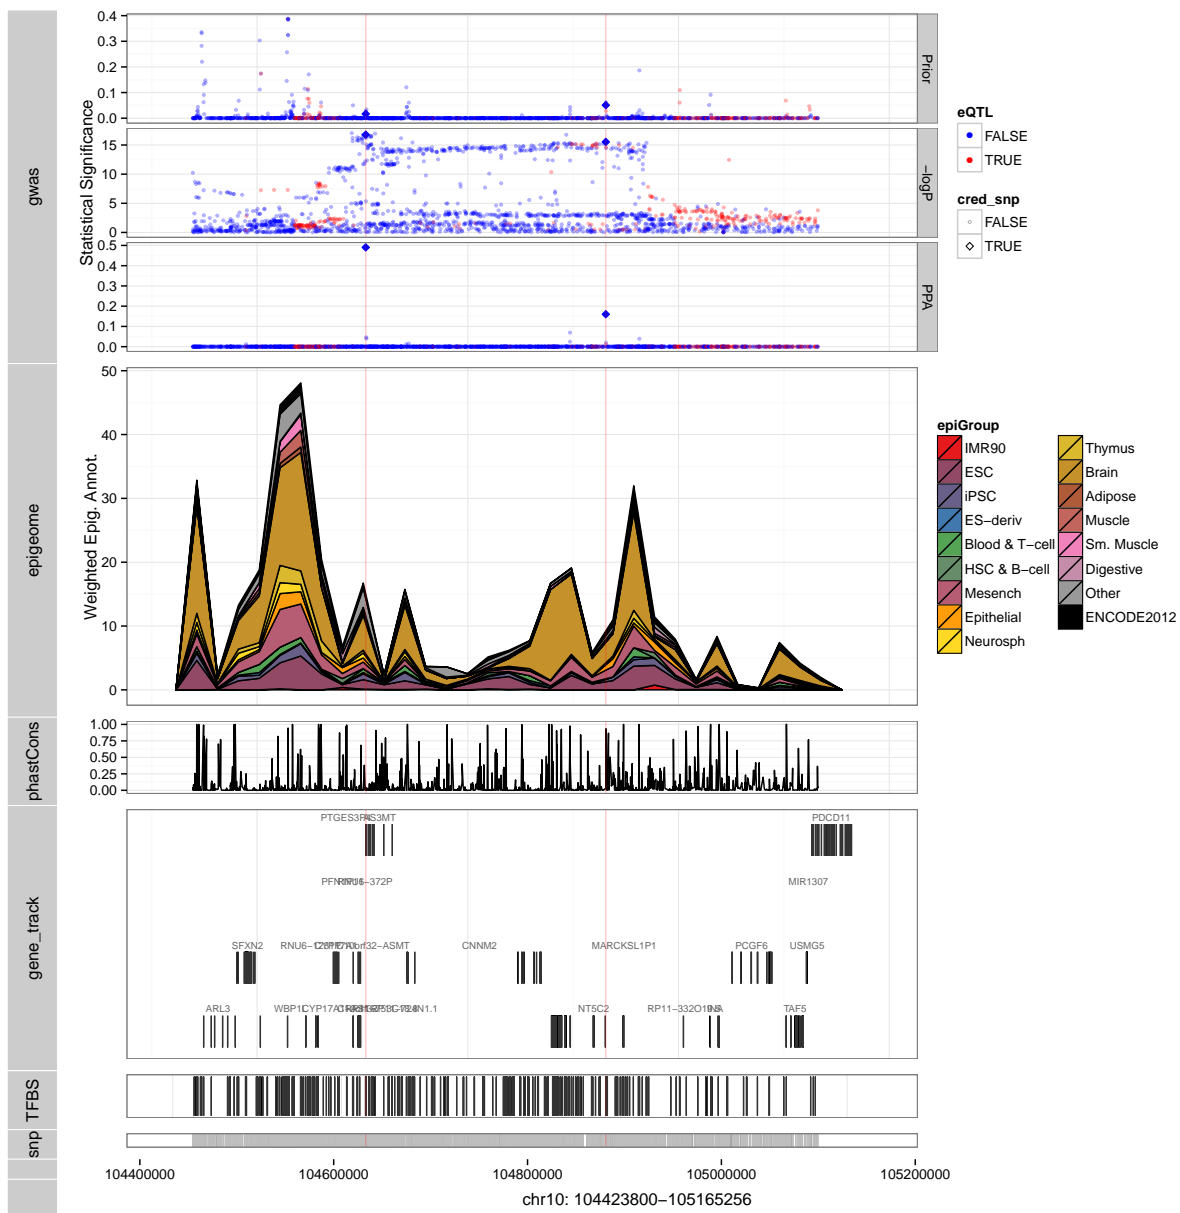 gwas
Statistical Significance
0.4
0.3
0.2
0.1
0.0
Prior
15
10
5
0
−logP
0.5
0.4
0.3
0.2
0.1
0.0
PPA
eQTL
FALSE
TRUE
cred_snp
FALSE
TRUE
epigeome
Weighted Epig. Annot.
50
40
30
20
10
0
epiGroup
IMR90
ESC
iPSC
ES−deriv
Blood & T−cell
HSC & B−cell
Mesench
Epithelial
Neurosph
Thymus
Brain
Adipose
Muscle
Sm. Muscle
Digestive
Other
ENCODE2012
phastCons
1.00
0.75
0.50
0.25
0.00
gene_track
AS3MT
PDCD11
MIR1307
SFXN2
CNNM2
MARCKSL1P1
PCGF6
USMG5
ARL3
WBP1L
NT5C2
TAF5
TFBS
snp
104400000
104600000
104800000
105000000
105200000
chr10: 104423800−105165256